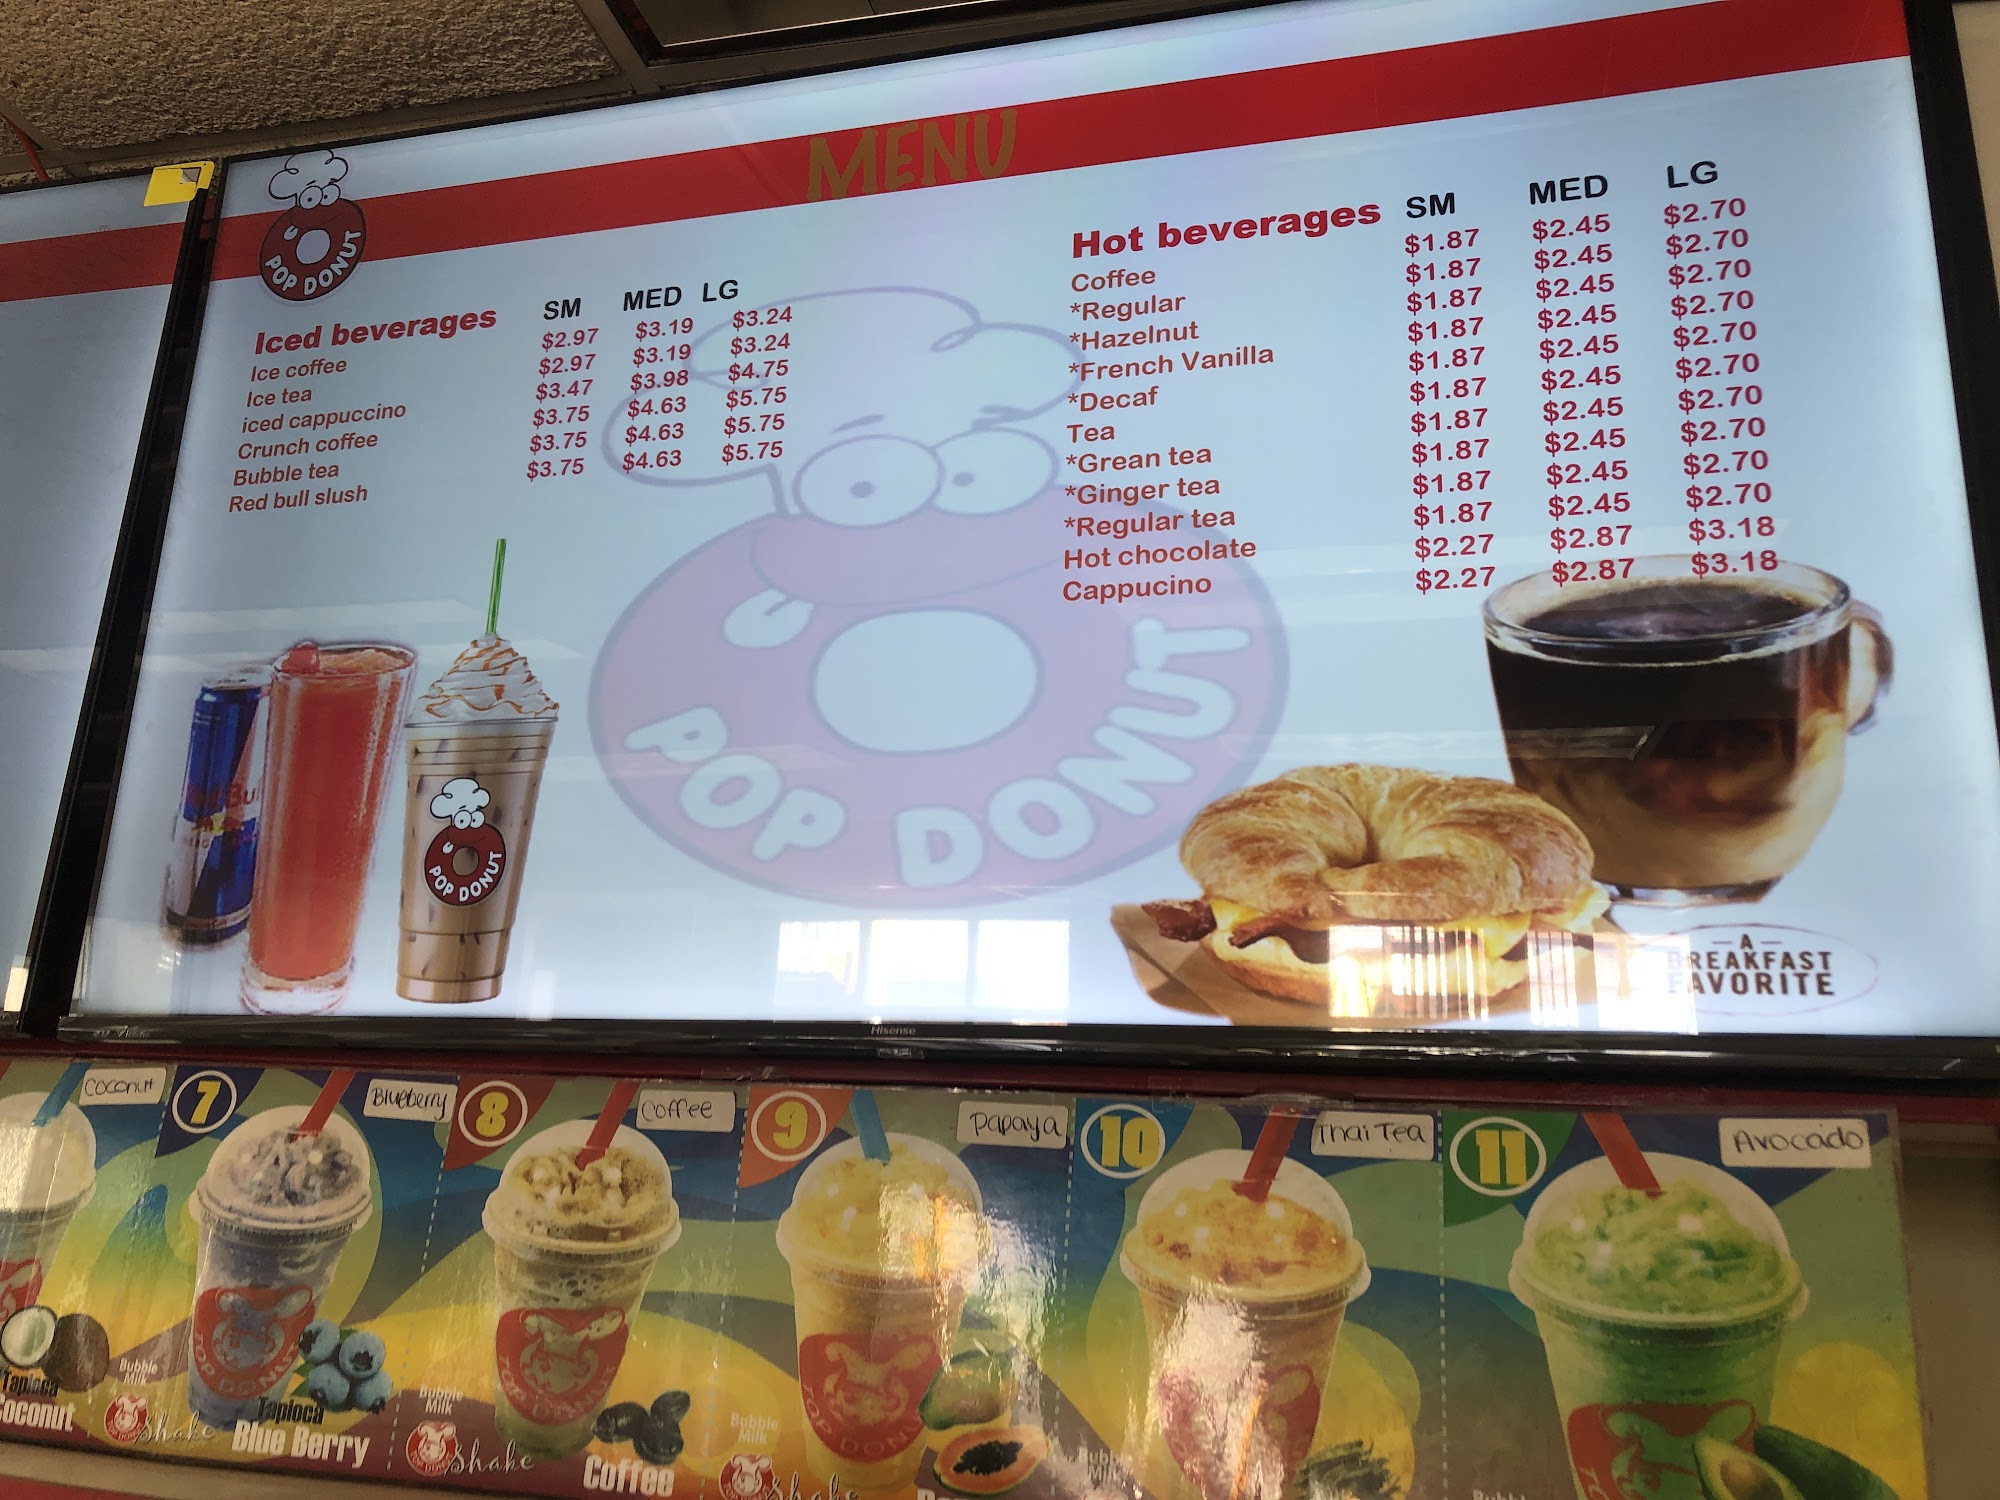 MENU
POP DONUT
Iced beverages SM MED LG
Ice coffee $2.97 $3.19 $3.24
Ice tea $2.97 $3.19 $3.24
iced cappuccino $3.47 $3.98 $4.75
Crunch coffee $3.75 $4.63 $5.75
Bubble tea $3.75 $4.63 $5.75
Red bull slush $3.75 $4.63 $5.75
Hot beverages SM MED LG
Coffee $1.87 $2.45 $2.70
*Regular $1.87 $2.45 $2.70
*Hazelnut $1.87 $2.45 $2.70
*French Vanilla $1.87 $2.45 $2.70
*Decaf $1.87 $2.45 $2.70
Tea $1.87 $2.45 $2.70
*Grean tea $1.87 $2.45 $2.70
*Ginger tea $1.87 $2.45 $2.70
*Regular tea $1.87 $2.45 $2.70
Hot chocolate $1.87 $2.45 $2.70
Cappucino $2.27 $2.87 $3.18
$2.27 $2.87 $3.18
POP DONUT
POP DONUT
A
BREAKFAST
FAVORITE
Hisense
Coconut
7 Blueberry
8 Coffee
9 Papaya
10 Thai Tea
11 Avocado
Tapioca
Coconut
Bubble
Milk
Shake
Tapioca
Blue Berry
Bubble
Milk
Shake
Coffee
Bubble
Milk
Shake